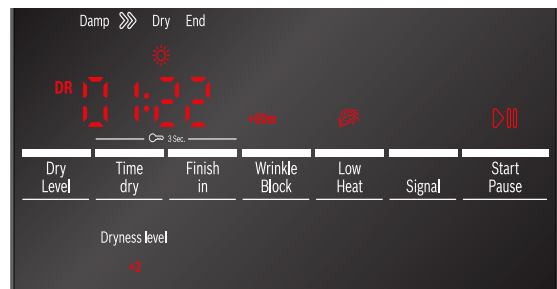 Damp Dry End
DR 01:22
+60m
3 Sec.
Dry Level
Time dry
Finish in
Wrinkle Block
Low Heat
Signal
Start Pause
Dryness level